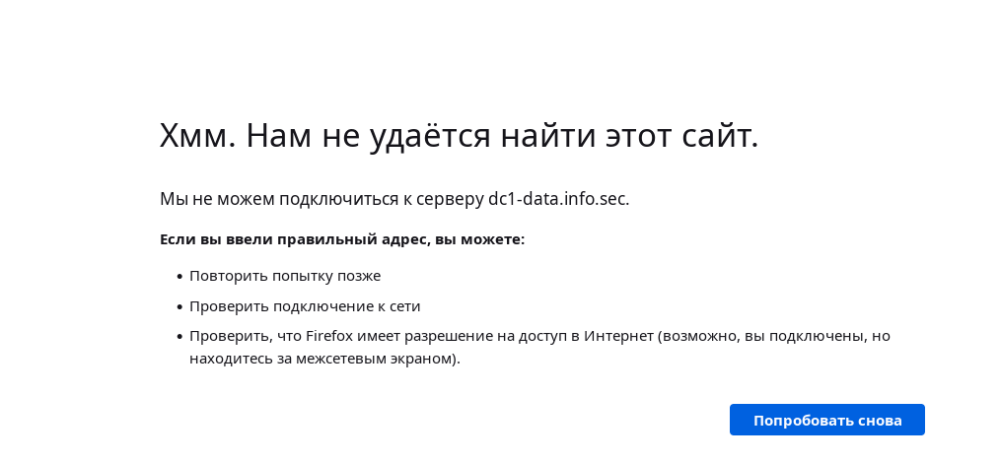 Хмм. Нам не удаётся найти этот сайт.
Мы не можем подключиться к серверу dc1-data.info.sec.
Если вы ввели правильный адрес, вы можете:
• Повторить попытку позже
• Проверить подключение к сети
• Проверить, что Firefox имеет разрешение на доступ в Интернет (возможно, вы подключены, но
находитесь за межсетевым экраном).
Попробовать снова